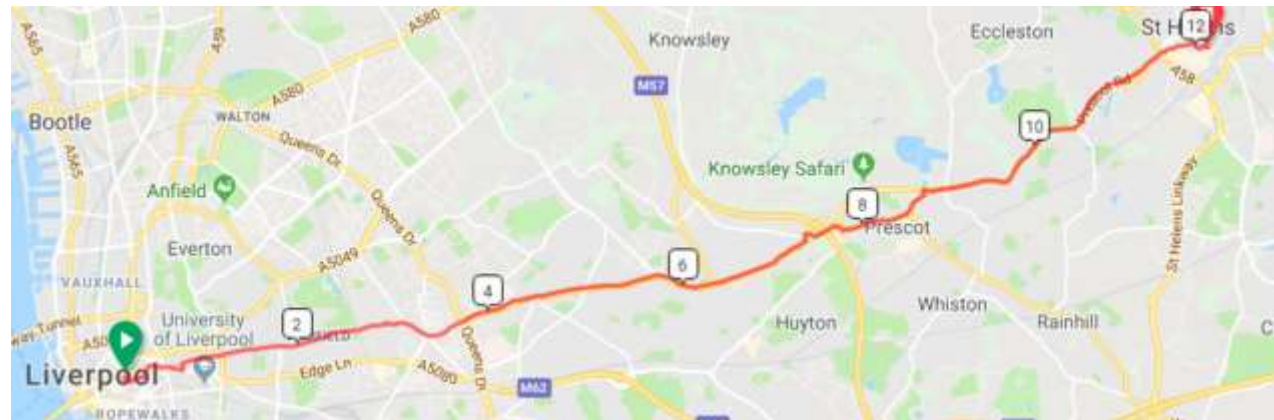 A565
A59
A580
A580
Bootle
A565
WALTON
Queens Dr
Knowsley
M57
Eccleston
St H
12
ns
A58
10
Knowsley Safari
Anfield
Queens Dr
8
Prescot
Everton
A5049
6
St Helens Linkway
VAUXHALL
4
Whiston
University
of Liverpool
2
Huyton
Rainhill
Queens Dr
Liverpool
Edge Ln
A5080
M62
ROPEWALKS